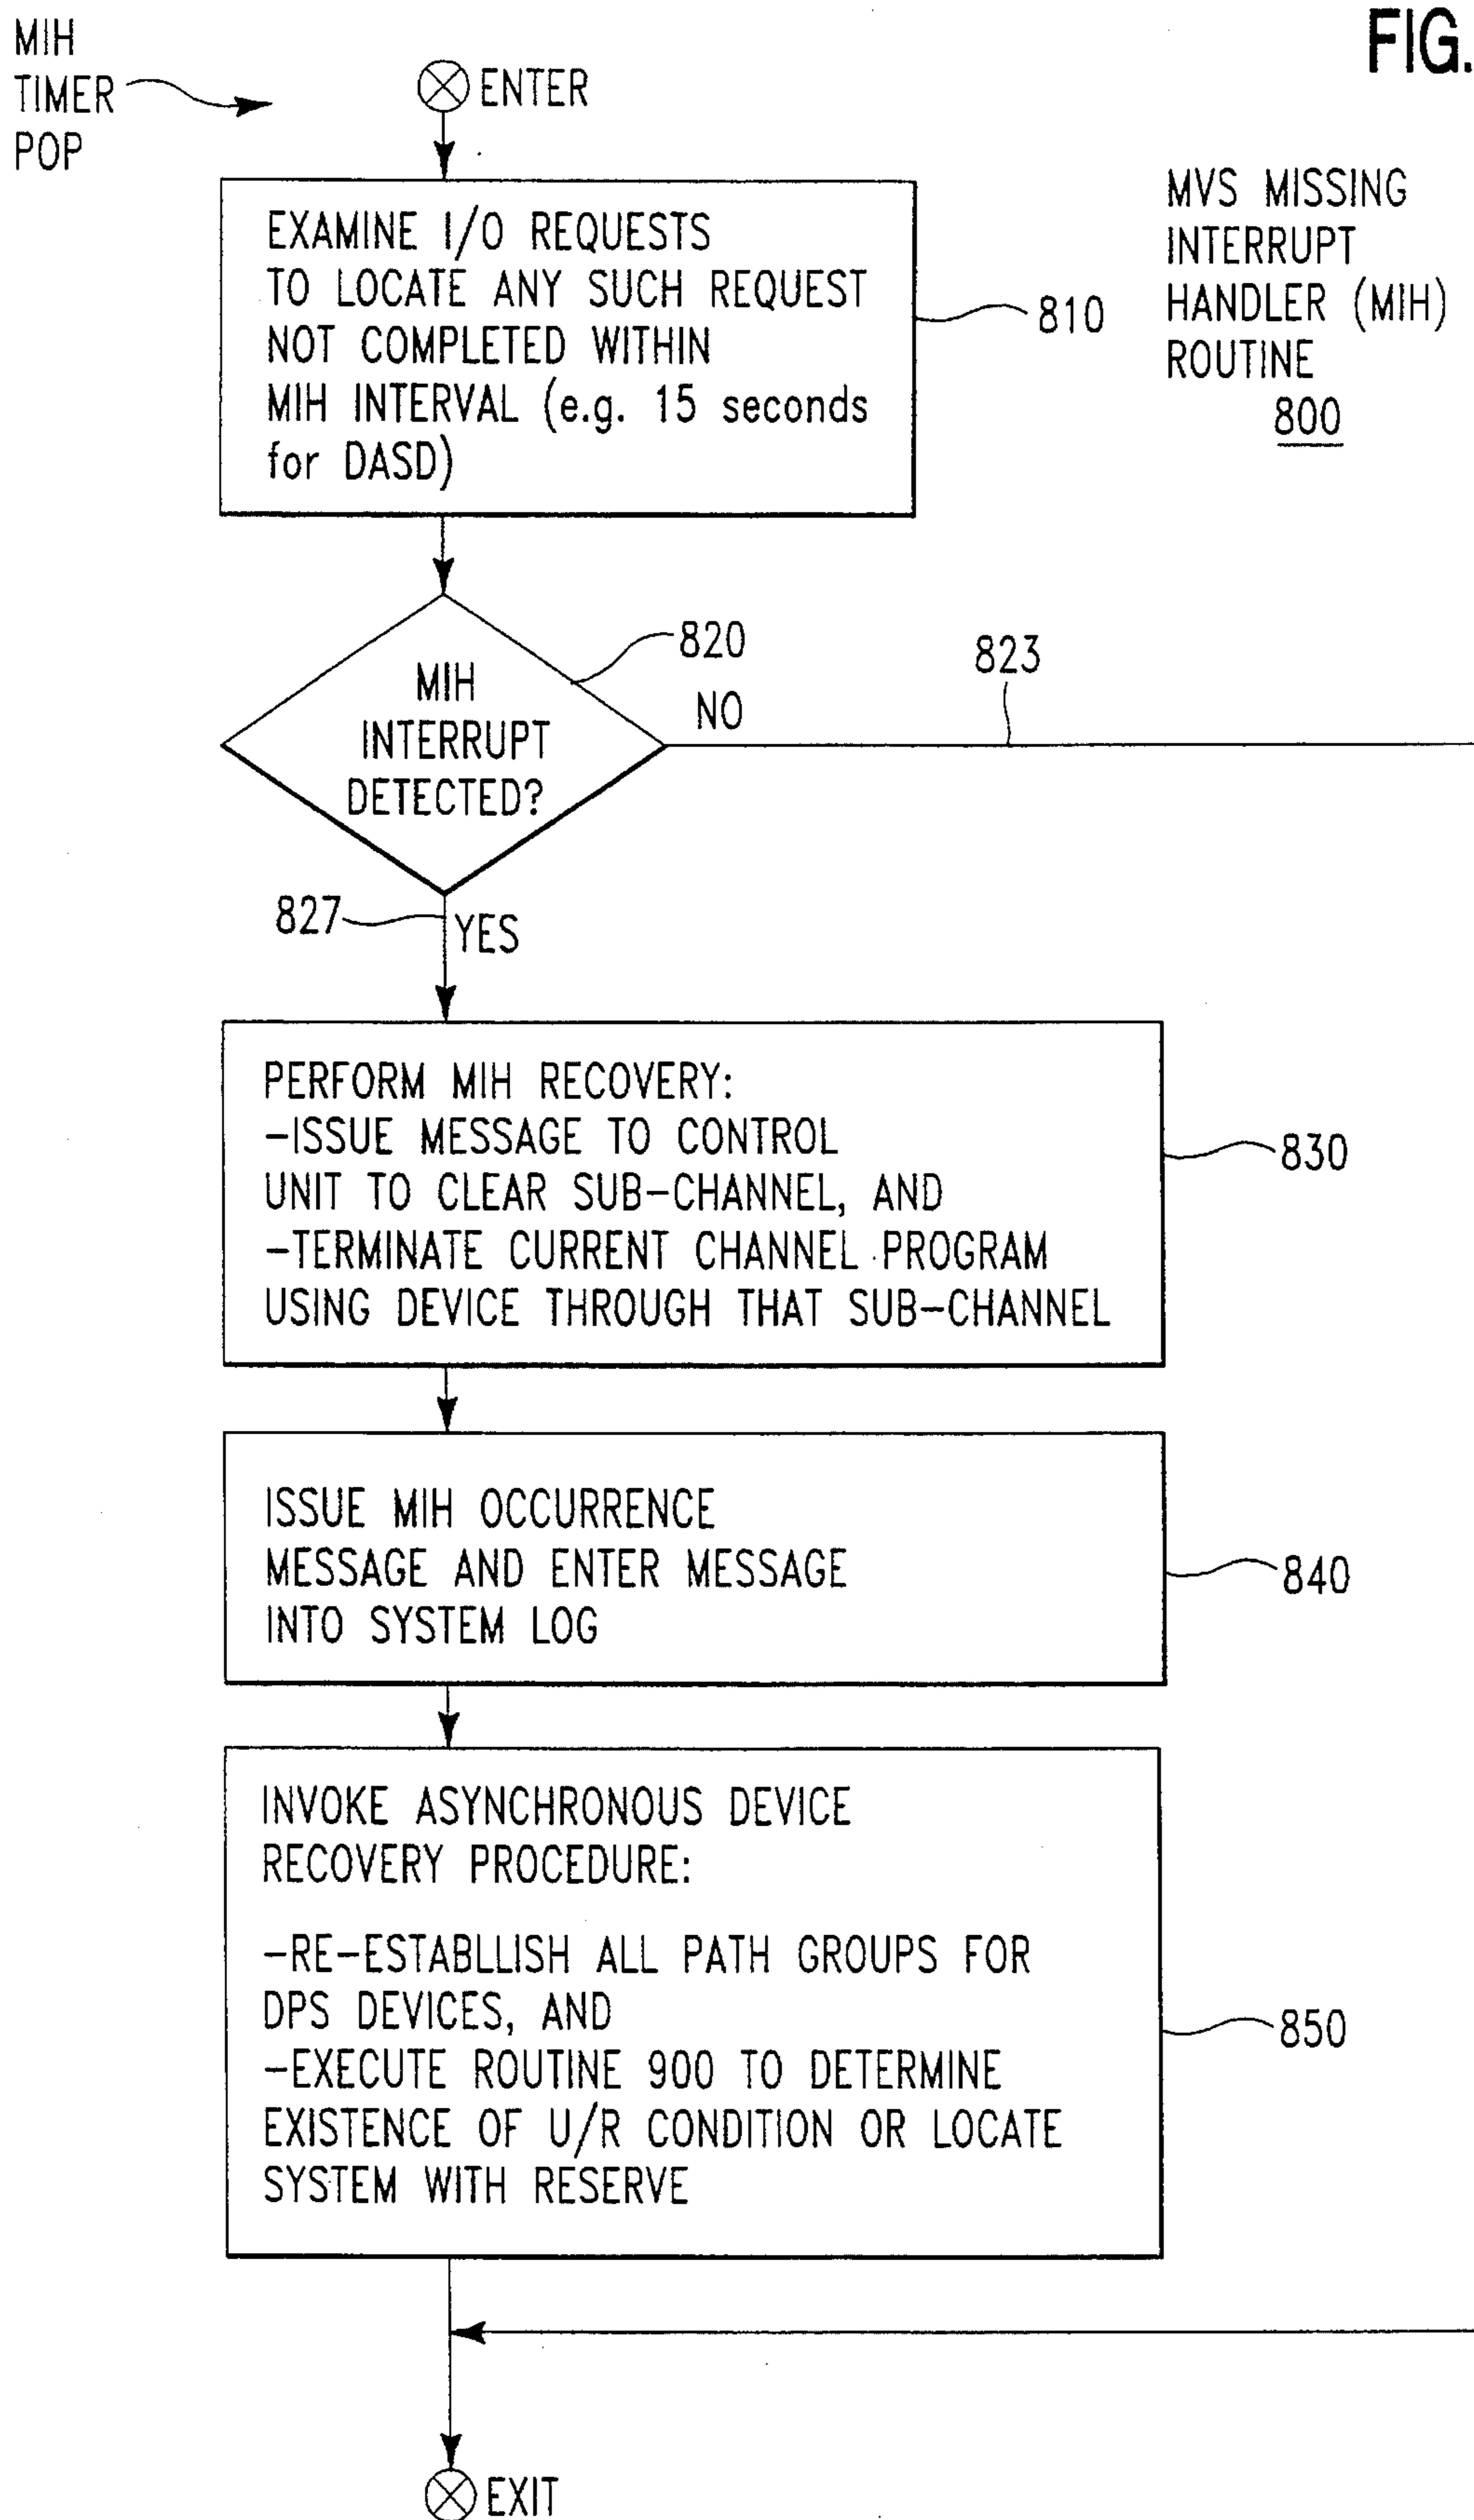 FIG.
MIH
TIMER
POP
ENTER
MVS MISSING
INTERRUPT
HANDLER (MIH)
ROUTINE
800
EXAMINE I/O REQUESTS
TO LOCATE ANY SUCH REQUEST
NOT COMPLETED WITHIN
MIH INTERVAL (e.g. 15 seconds
for DASD)
810
MIH
INTERRUPT
DETECTED?
820
NO
823
827
YES
PERFORM MIH RECOVERY:
-ISSUE MESSAGE TO CONTROL
UNIT TO CLEAR SUB-CHANNEL, AND
-TERMINATE CURRENT CHANNEL PROGRAM
USING DEVICE THROUGH THAT SUB-CHANNEL
830
ISSUE MIH OCCURRENCE
MESSAGE AND ENTER MESSAGE
INTO SYSTEM LOG
840
INVOKE ASYNCHRONOUS DEVICE
RECOVERY PROCEDURE:
-RE-ESTABLLISH ALL PATH GROUPS FOR
DPS DEVICES, AND
-EXECUTE ROUTINE 900 TO DETERMINE
EXISTENCE OF U/R CONDITION OR LOCATE
SYSTEM WITH RESERVE
850
EXIT